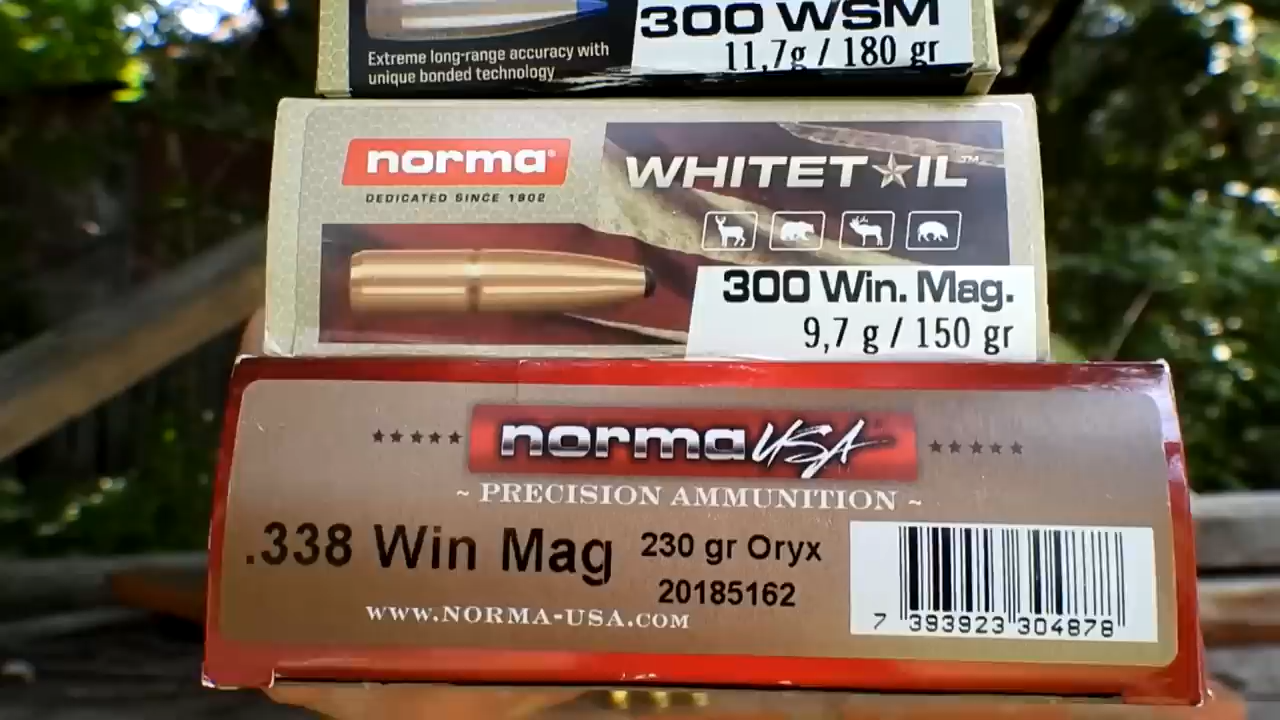 300 WSM
11,7g / 180 gr
Extreme long-range accuracy with
unique bonded technology
norma
DEDICATED SINCE 1902
WHITET★IL™
300 Win. Mag.
9,7 g / 150 gr
norma USA
~ PRECISION AMMUNITION ~
.338 Win Mag
230 gr Oryx
20185162
WWW.NORMA-USA.COM
7 393923 304878